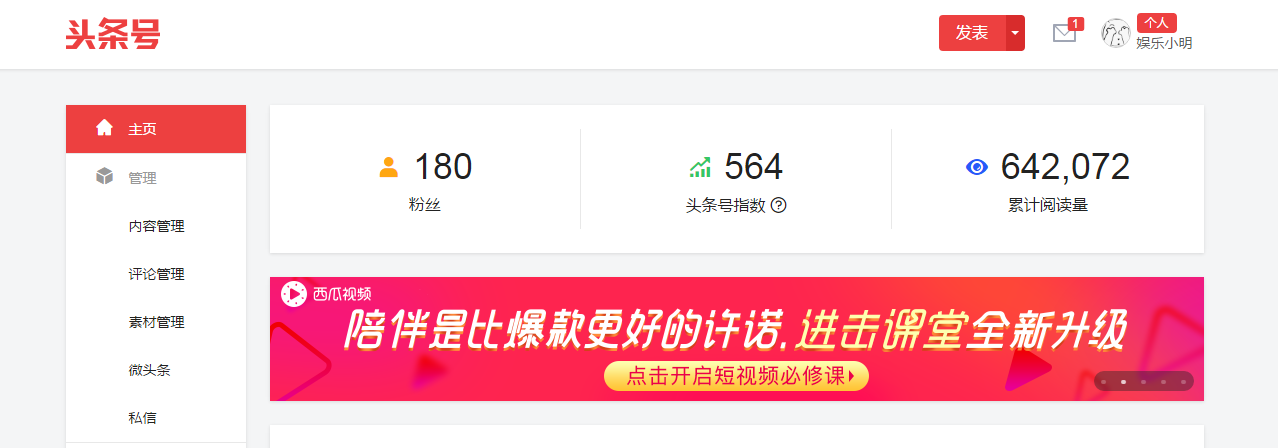 头条号
发表
1
个人
娱乐小明
主页
管理
内容管理
评论管理
素材管理
微头条
私信
180
粉丝
564
头条号指数
642,072
累计阅读量
西瓜视频
陪伴是比爆款更好的许诺.进击课堂全新升级
点击开启短视频必修课